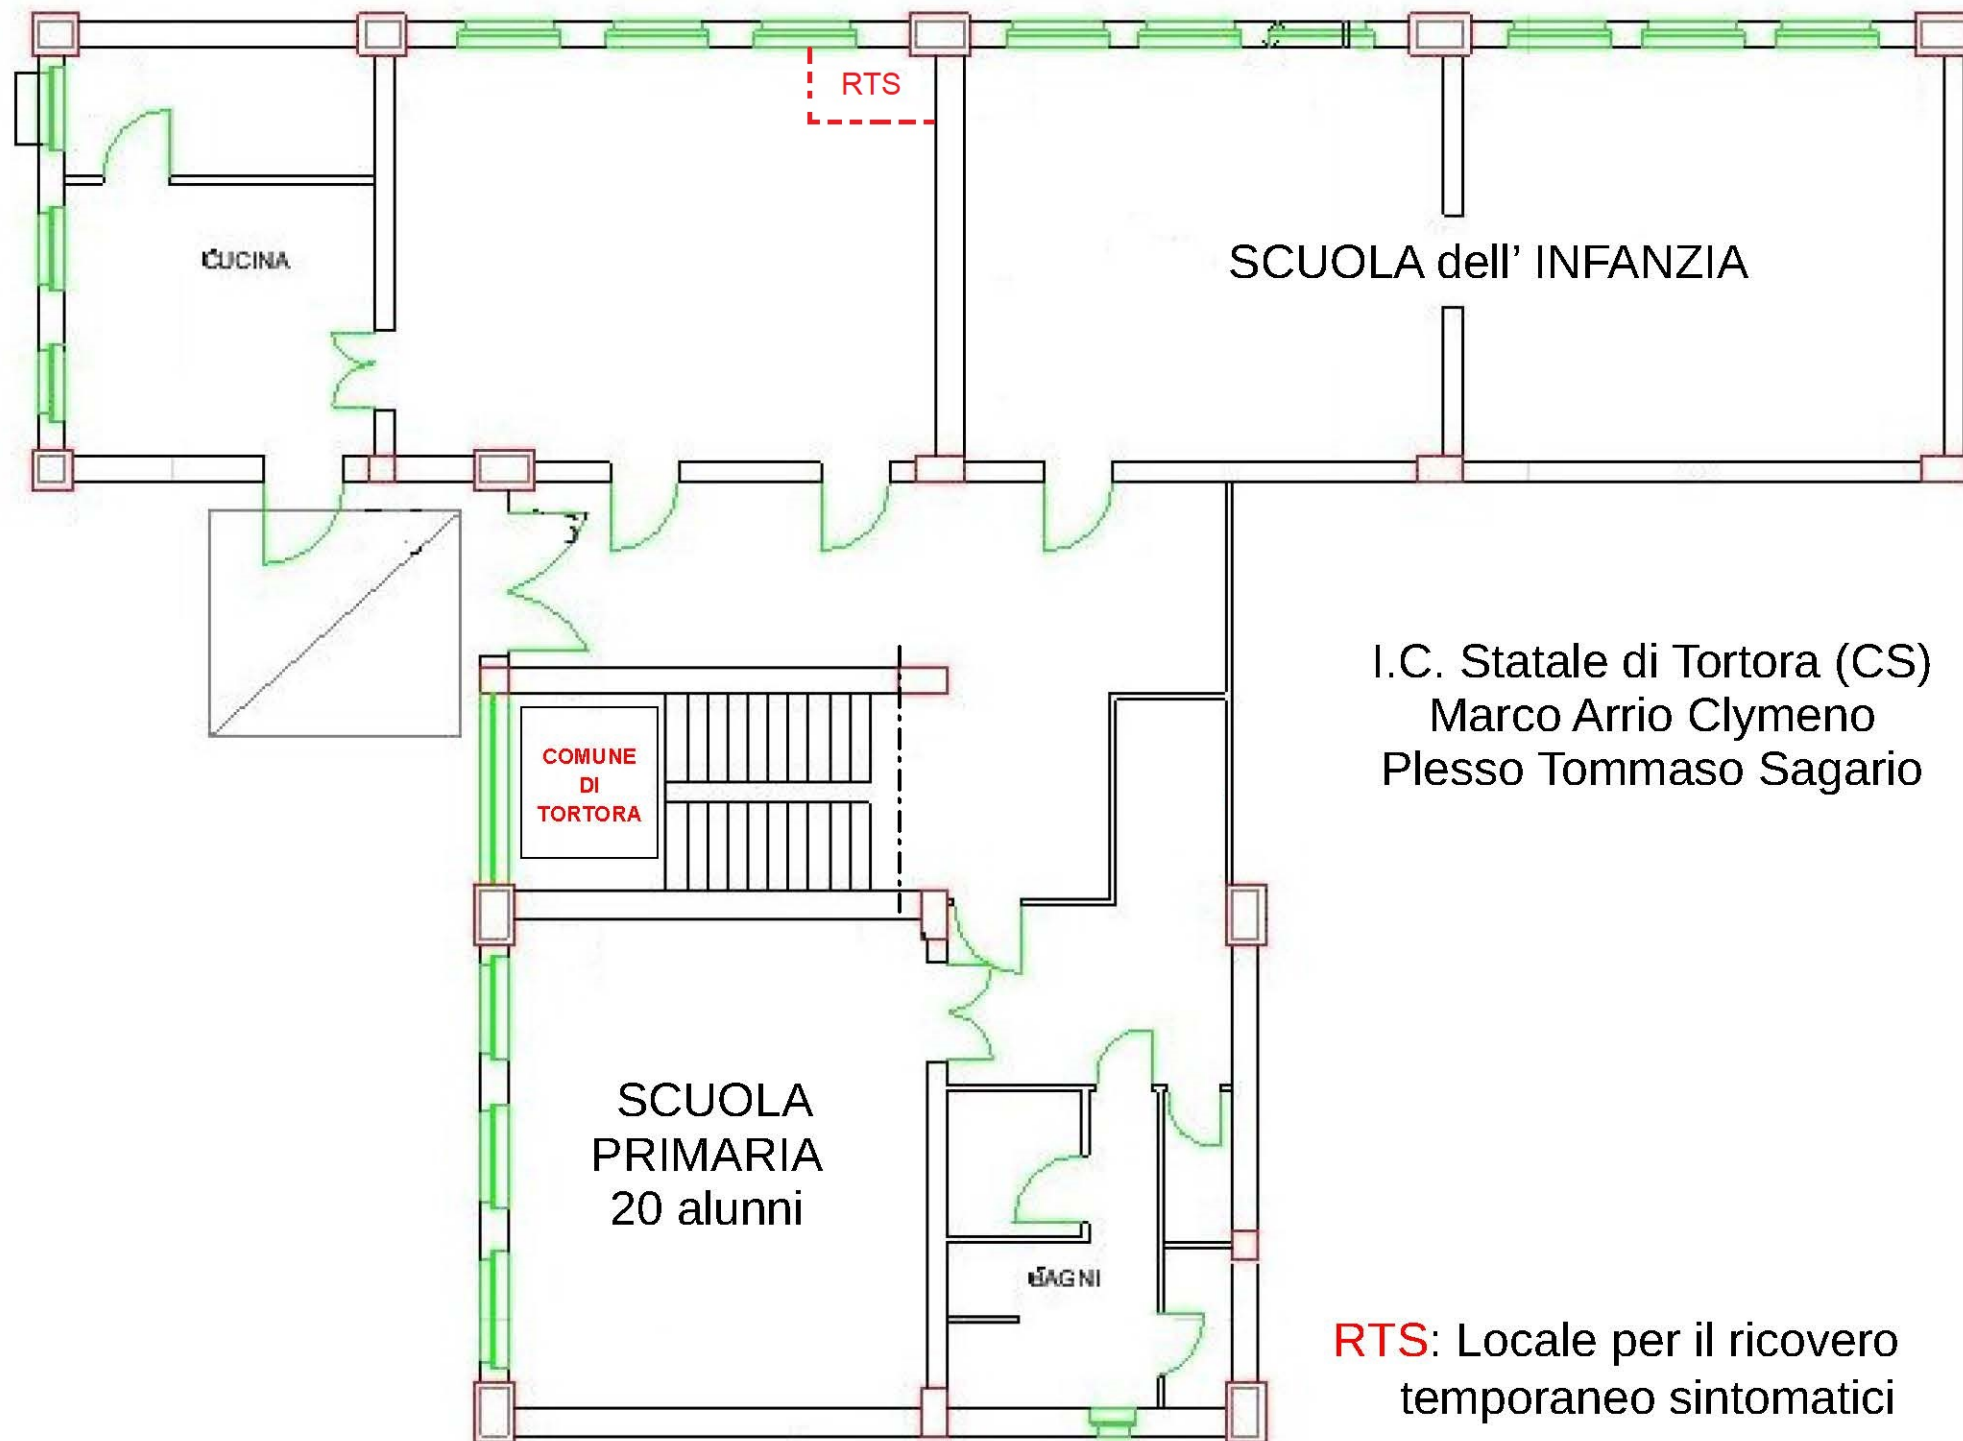 RTS
CUCINA
SCUOLA dell’ INFANZIA
I.C. Statale di Tortora (CS)
Marco Arrio Clymeno
Plesso Tommaso Sagario
COMUNE
DI
TORTORA
SCUOLA
PRIMARIA
20 alunni
BAGNI
RTS: Locale per il ricovero
temporaneo sintomatici